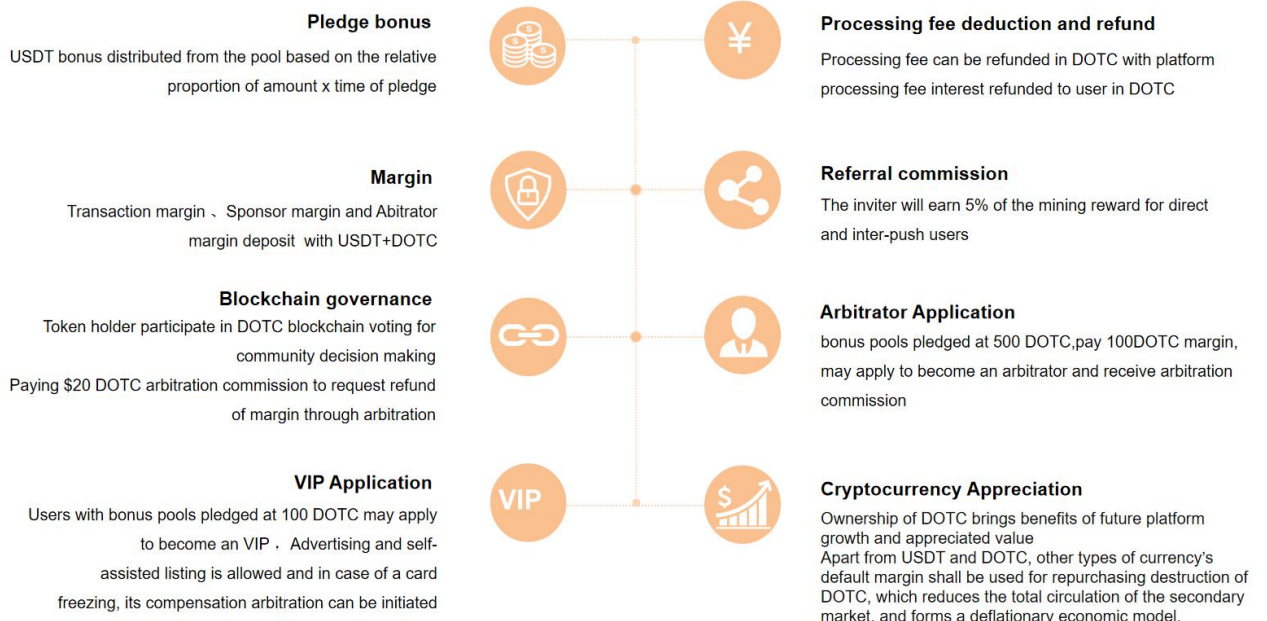 Pledge bonus
USDT bonus distributed from the pool based on the relative
proportion of amount x time of pledge
¥
Processing fee deduction and refund
Processing fee can be refunded in DOTC with platform
processing fee interest refunded to user in DOTC
Margin
Transaction margin 、Sponsor margin and Abitrator
margin deposit with USDT+DOTC
Referral commission
The inviter will earn 5% of the mining reward for direct
and inter-push users
Blockchain governance
Token holder participate in DOTC blockchain voting for
community decision making
Paying $20 DOTC arbitration commission to request refund
of margin through arbitration
Arbitrator Application
bonus pools pledged at 500 DOTC,pay 100DOTC margin,
may apply to become an arbitrator and receive arbitration
commission
VIP Application
Users with bonus pools pledged at 100 DOTC may apply
to become an VIP ，Advertising and self-
assisted listing is allowed and in case of a card
freezing, its compensation arbitration can be initiated
VIP
$
Cryptocurrency Appreciation
Ownership of DOTC brings benefits of future platform
growth and appreciated value
Apart from USDT and DOTC, other types of currency's
default margin shall be used for repurchasing destruction of
DOTC, which reduces the total circulation of the secondary
market, and forms a deflationary economic model.